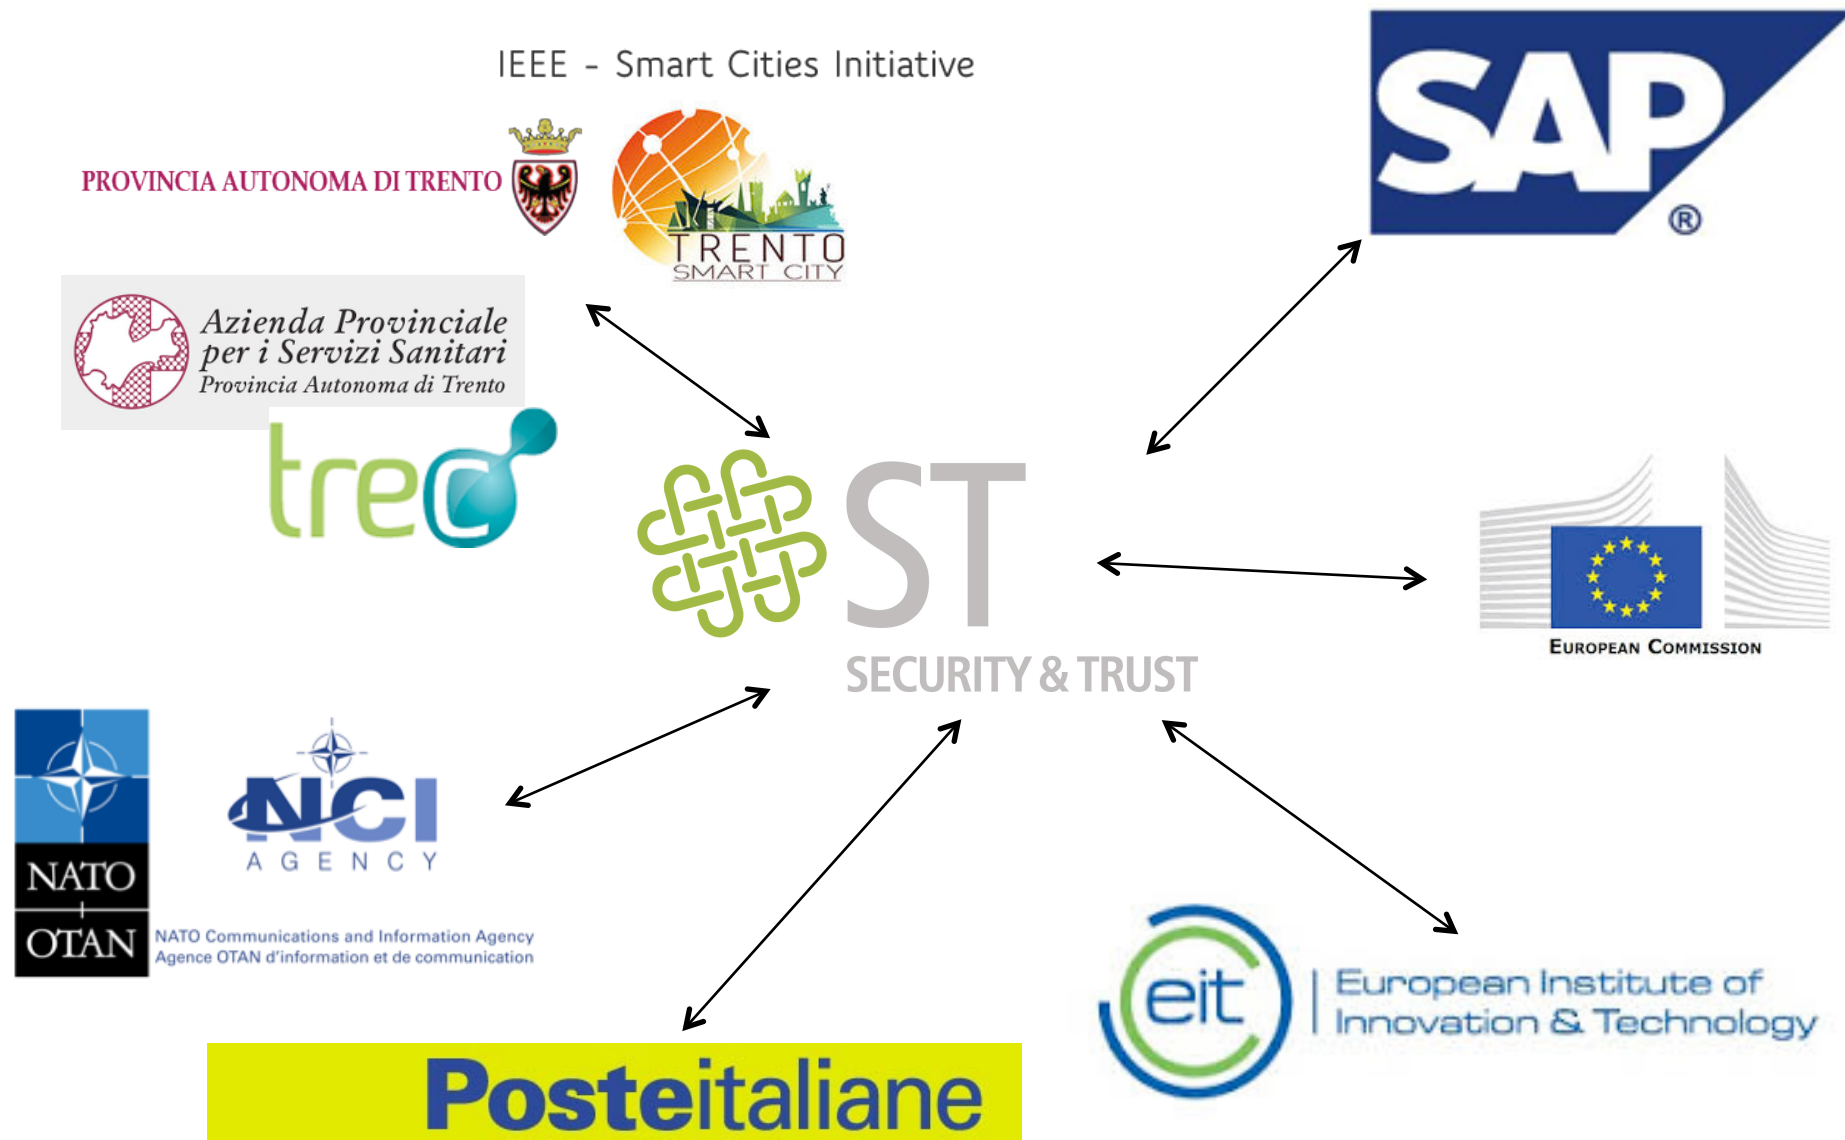 IEEE - Smart Cities Initiative
SAP
®
PROVINCIA AUTONOMA DI TRENTO
TRENTO
SMART CITY
Azienda Provinciale
per i Servizi Sanitari
Provincia Autonoma di Trento
trec
ST
SECURITY & TRUST
EUROPEAN COMMISSION
NATO
OTAN
NCI
AGENCY
NATO Communications and Information Agency
Agence OTAN d'information et de communication
eit
European Institute of
Innovation & Technology
Posteitaliane